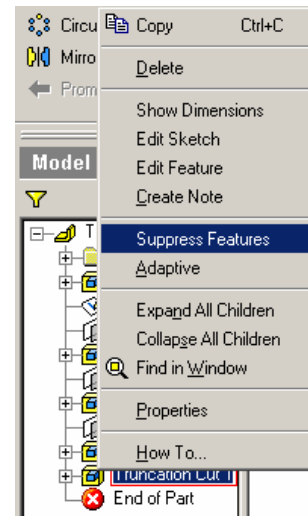 Circu
Mirro
Prom
Model
T
Copy Ctrl+C
Delete
Show Dimensions
Edit Sketch
Edit Feature
Create Note
Suppress Features
Adaptive
Expand All Children
Collapse All Children
Find in Window
Properties
How To...
Truncation Cut 1
End of Part